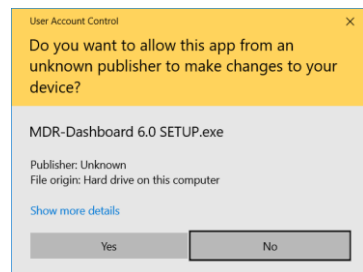 User Account Control
Do you want to allow this app from an
unknown publisher to make changes to your
device?
MDR-Dashboard 6.0 SETUP.exe
Publisher: Unknown
File origin: Hard drive on this computer
Show more details
Yes No